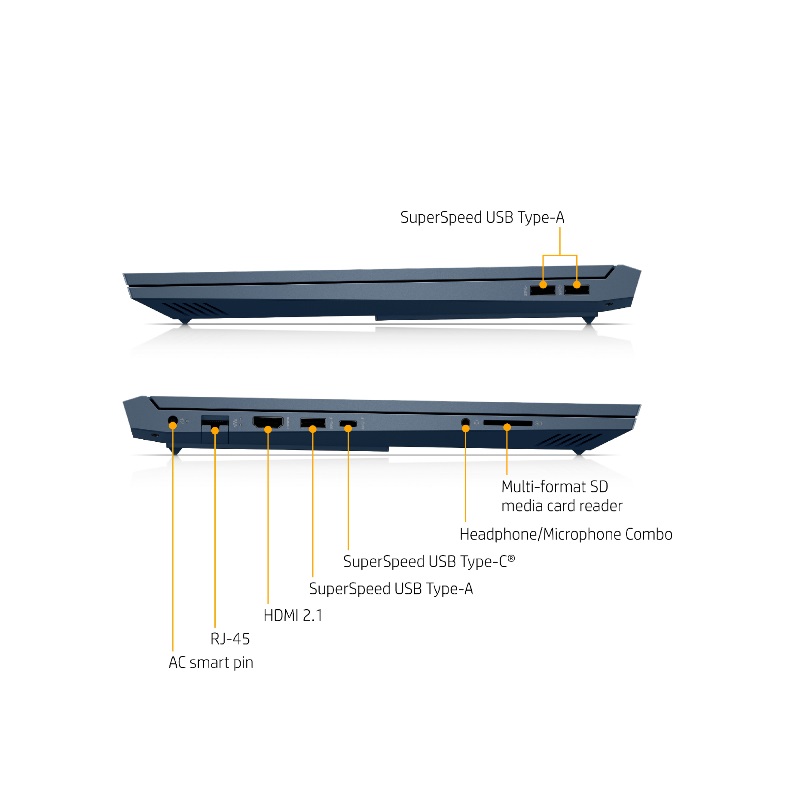 SuperSpeed USB Type-A
Multi-format SD
media card reader
Headphone/Microphone Combo
SuperSpeed USB Type-C®
SuperSpeed USB Type-A
HDMI 2.1
RJ-45
AC smart pin